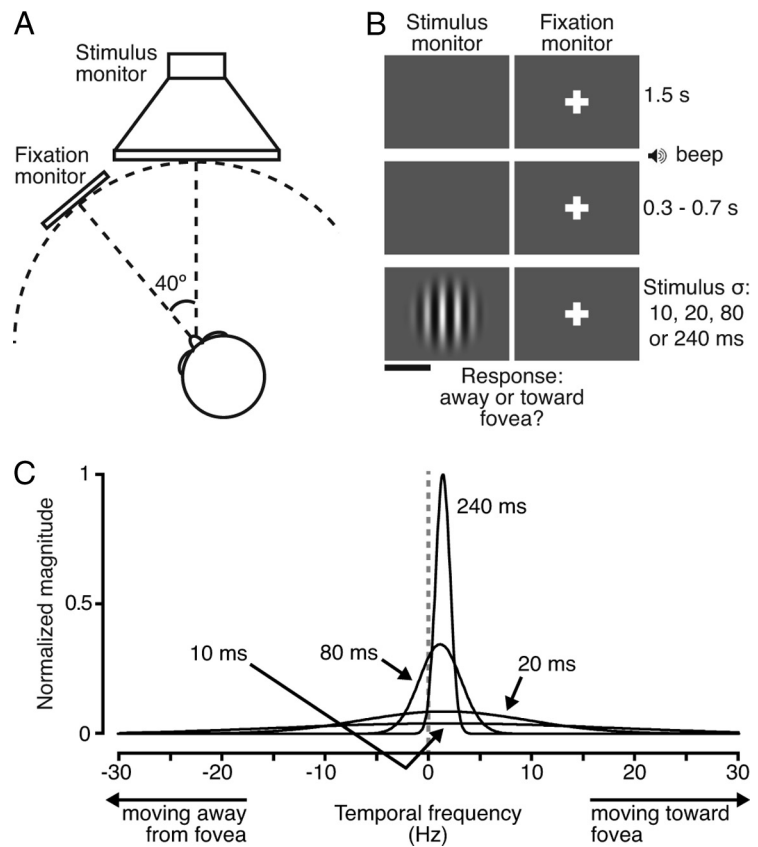 A
Stimulus
monitor
Fixation
monitor
40º
B
Stimulus
monitor
Fixation
monitor
1.5 s
beep
0.3 - 0.7 s
Stimulus σ:
10, 20, 80
or 240 ms
Response:
away or toward
fovea?
C
Normalized magnitude
1
0.5
0
240 ms
10 ms
80 ms
20 ms
-30
-20
-10
0
10
20
30
moving away
from fovea
Temporal frequency
(Hz)
moving toward
fovea